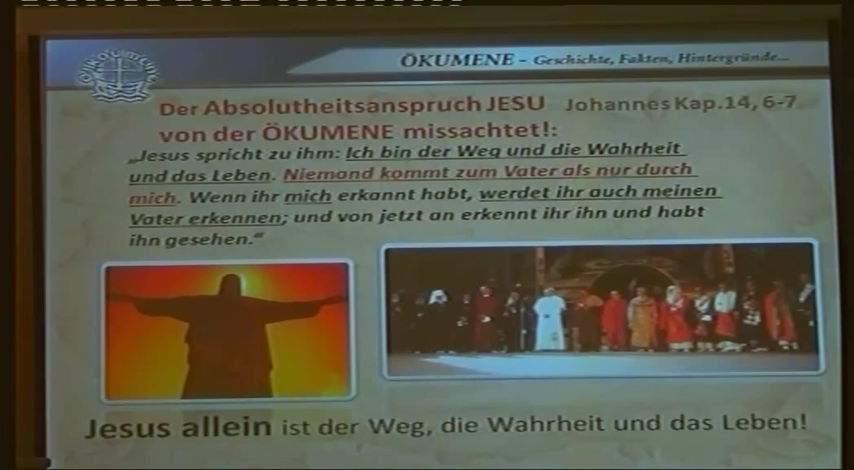 ÖKUMENE - Geschichte, Fakten, Hintergründe...
Der Absolutheitsanspruch JESU Johannes Kap.14, 6-7
von der ÖKUMENE missachtet!:
„Jesus spricht zu ihm: Ich bin der Weg und die Wahrheit
und das Leben. Niemand kommt zum Vater als nur durch
mich. Wenn ihr mich erkannt habt, werdet ihr auch meinen
Vater erkennen; und von jetzt an erkennt ihr ihn und habt
ihn gesehen.“
Jesus allein ist der Weg, die Wahrheit und das Leben!